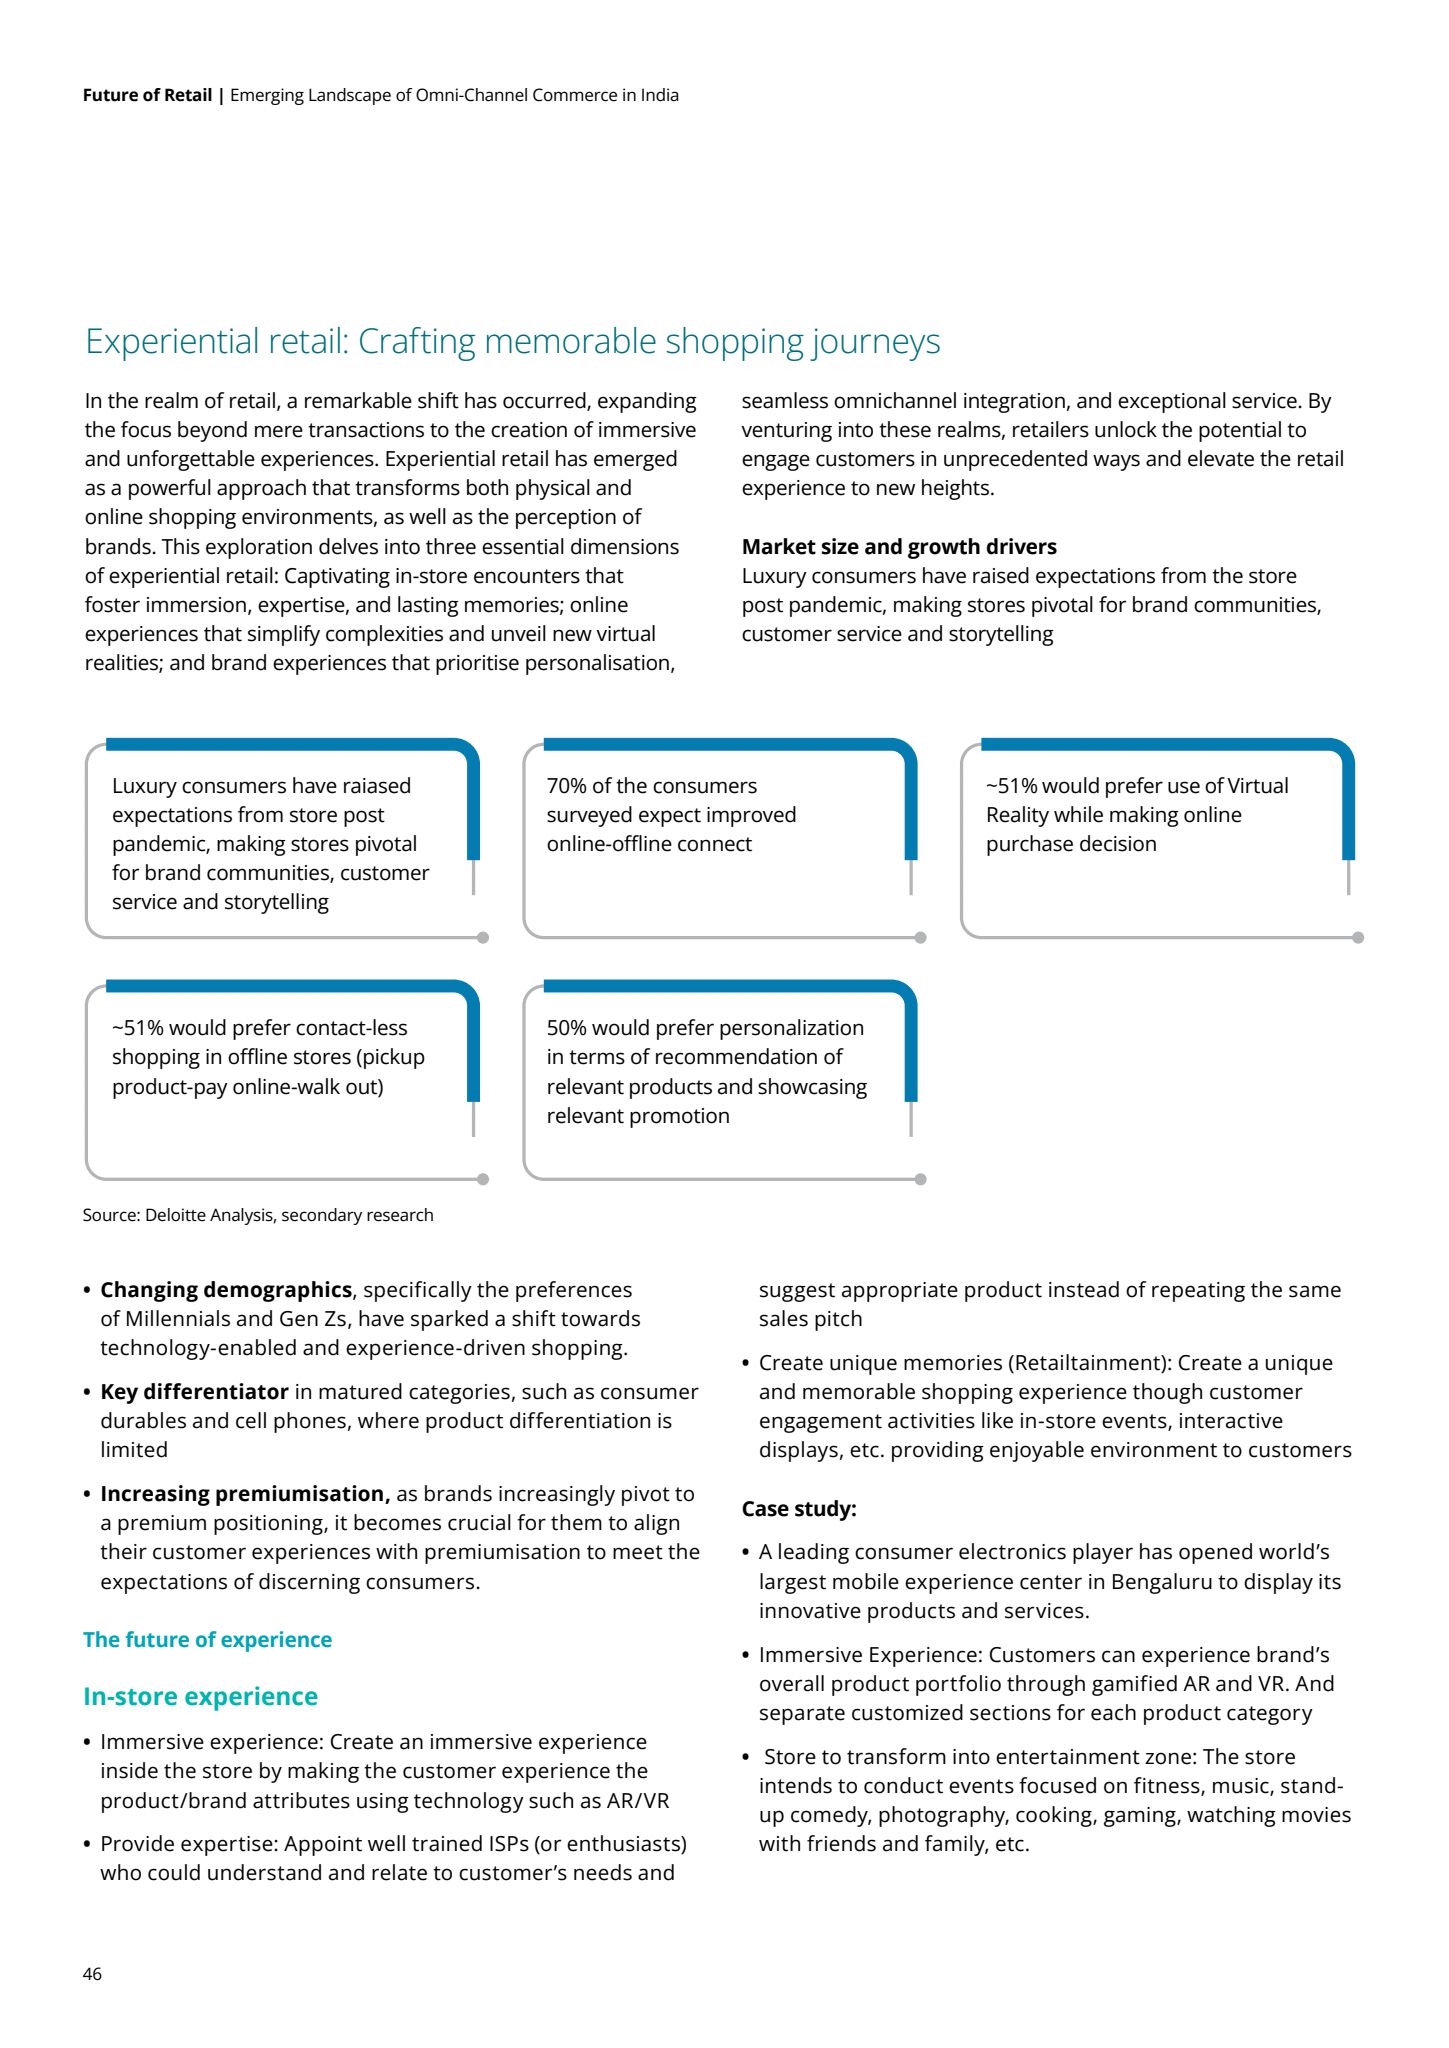 Future of Retail | Emerging Landscape of Omni-Channel Commerce in India
Experiential retail: Crafting memorable shopping journeys
In the realm of retail, a remarkable shift has occurred, expanding
the focus beyond mere transactions to the creation of immersive
and unforgettable experiences. Experiential retail has emerged
as a powerful approach that transforms both physical and
online shopping environments, as well as the perception of
brands. This exploration delves into three essential dimensions
of experiential retail: Captivating in-store encounters that
foster immersion, expertise, and lasting memories; online
experiences that simplify complexities and unveil new virtual
realities; and brand experiences that prioritise personalisation,
seamless omnichannel integration, and exceptional service. By
venturing into these realms, retailers unlock the potential to
engage customers in unprecedented ways and elevate the retail
experience to new heights.
Market size and growth drivers
Luxury consumers have raised expectations from the store
post pandemic, making stores pivotal for brand communities,
customer service and storytelling
Luxury consumers have raiased
expectations from store post
pandemic, making stores pivotal
for brand communities, customer
service and storytelling
70% of the consumers
surveyed expect improved
online-offline connect
~51% would prefer use of Virtual
Reality while making online
purchase decision
~51% would prefer contact-less
shopping in offline stores (pickup
product-pay online-walk out)
50% would prefer personalization
in terms of recommendation of
relevant products and showcasing
relevant promotion
Source: Deloitte Analysis, secondary research
• Changing demographics, specifically the preferences
of Millennials and Gen Zs, have sparked a shift towards
technology-enabled and experience-driven shopping.
• Key differentiator in matured categories, such as consumer
durables and cell phones, where product differentiation is
limited
• Increasing premiumisation, as brands increasingly pivot to
a premium positioning, it becomes crucial for them to align
their customer experiences with premiumisation to meet the
expectations of discerning consumers.
The future of experience
In-store experience
• Immersive experience: Create an immersive experience
inside the store by making the customer experience the
product/brand attributes using technology such as AR/VR
• Provide expertise: Appoint well trained ISPs (or enthusiasts)
who could understand and relate to customer's needs and
suggest appropriate product instead of repeating the same
sales pitch
• Create unique memories (Retailtainment): Create a unique
and memorable shopping experience though customer
engagement activities like in-store events, interactive
displays, etc. providing enjoyable environment to customers
Case study:
• A leading consumer electronics player has opened world's
largest mobile experience center in Bengaluru to display its
innovative products and services.
• Immersive Experience: Customers can experience brand's
overall product portfolio through gamified AR and VR. And
separate customized sections for each product category
• Store to transform into entertainment zone: The store
intends to conduct events focused on fitness, music, stand-
up comedy, photography, cooking, gaming, watching movies
with friends and family, etc.
46